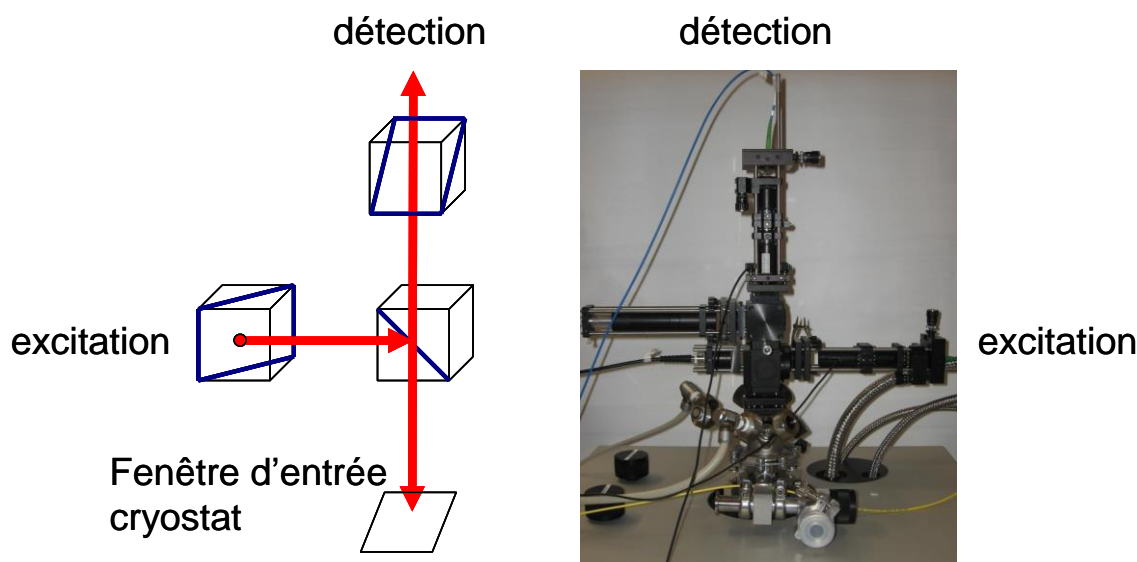 détection
détection
excitation
excitation
Fenêtre d'entrée
cryostat